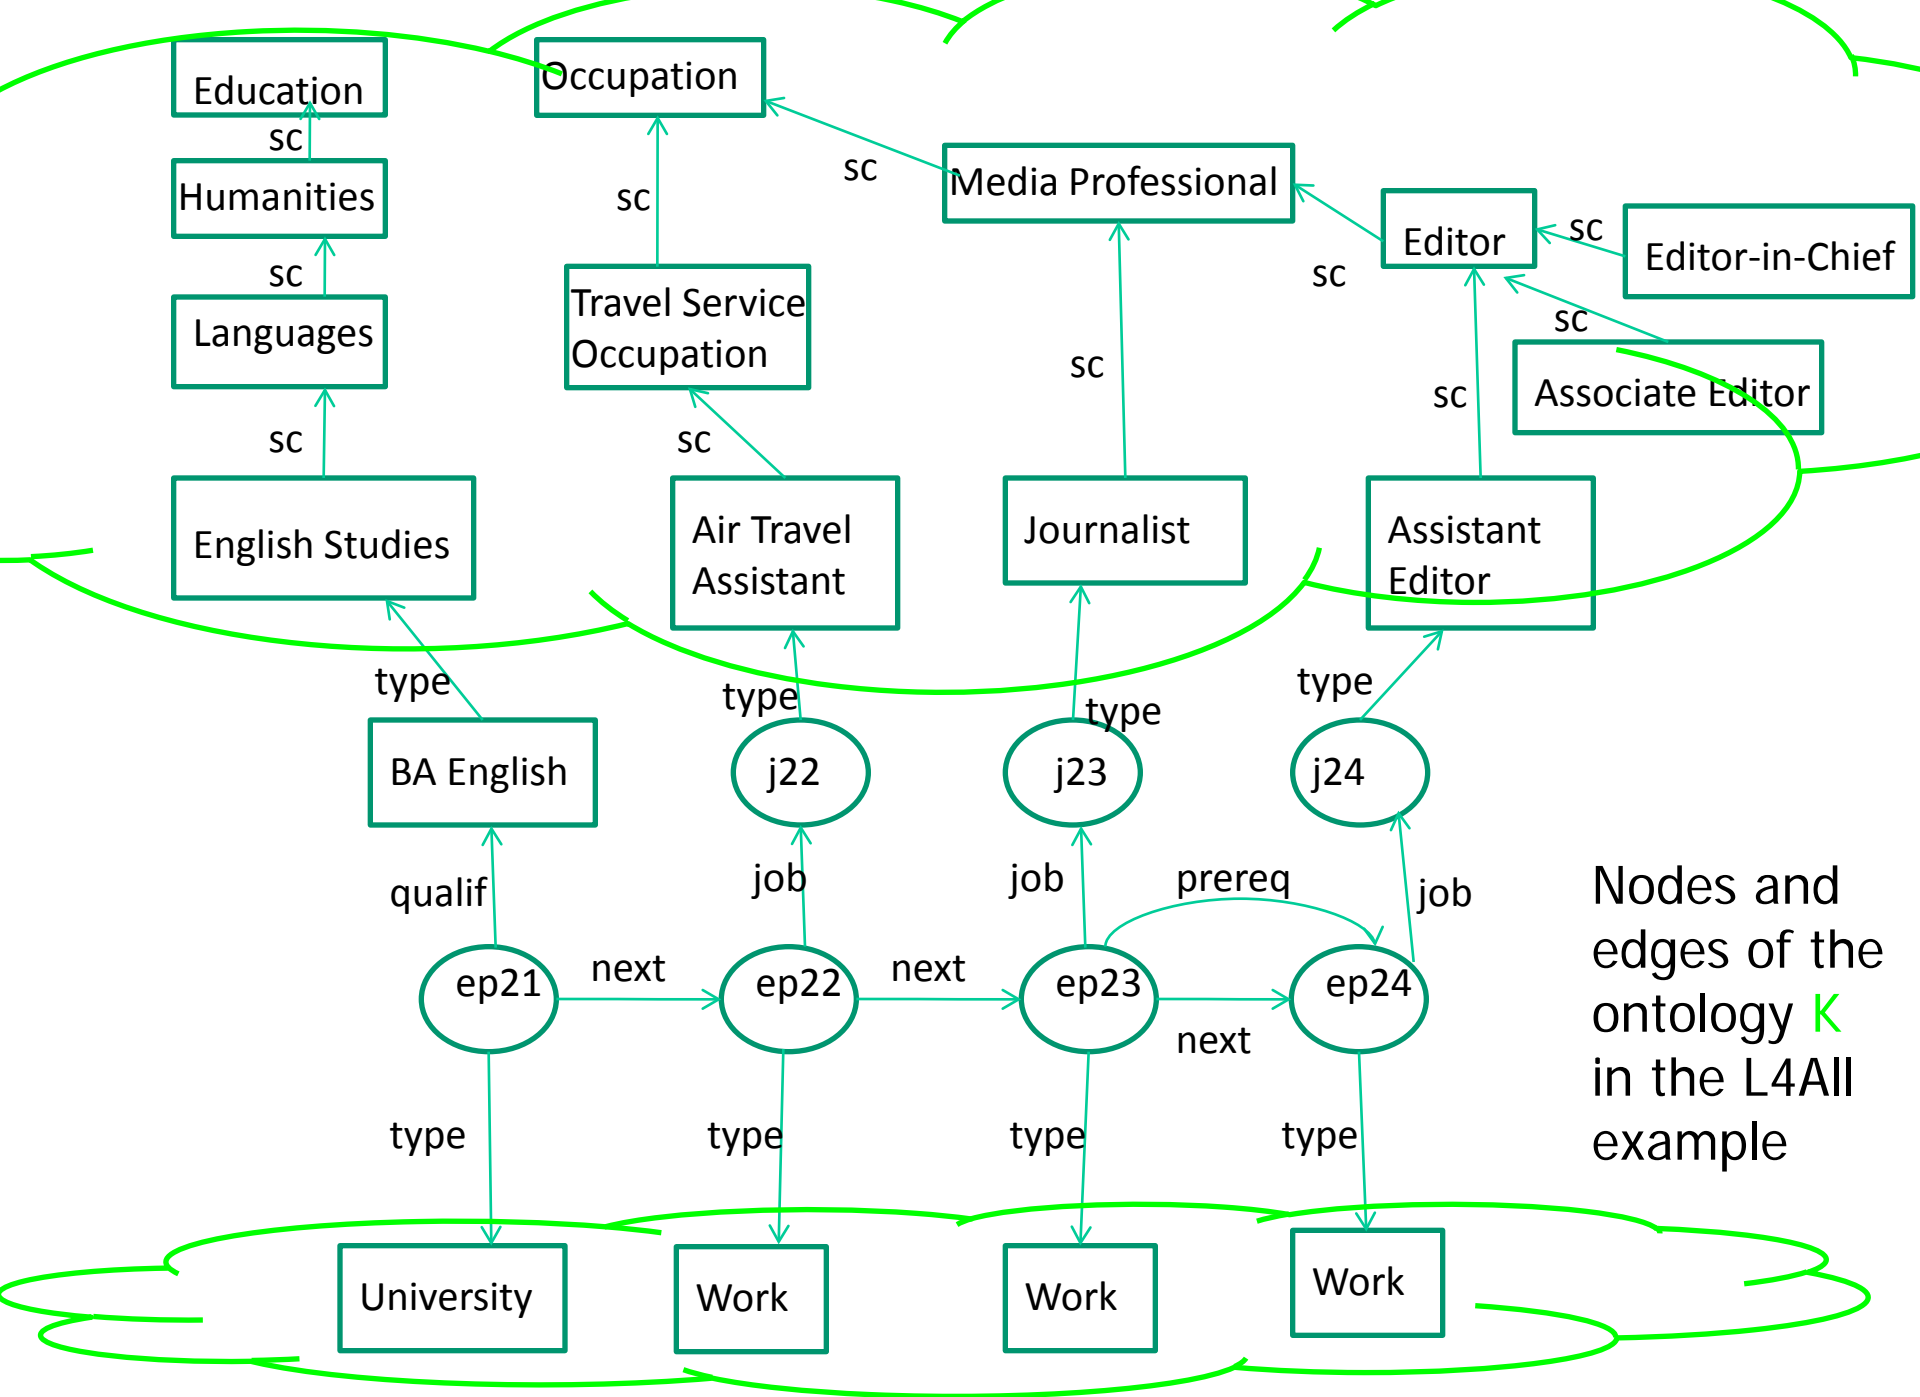 Education
Occupation
sc
sc
Media Professional
Humanities
sc
Editor
sc
Editor-in-Chief
sc
sc
Travel Service
Occupation
Languages
sc
sc
sc
Associate Editor
sc
sc
English Studies
Air Travel
Assistant
Journalist
Assistant
Editor
type
type
type
type
BA English
j22
j23
j24
qualif
job
job
prereq
job
Nodes and
edges of the
ontology K
in the L4All
example
ep21
next
ep22
next
ep23
next
ep24
type
type
type
type
University
Work
Work
Work